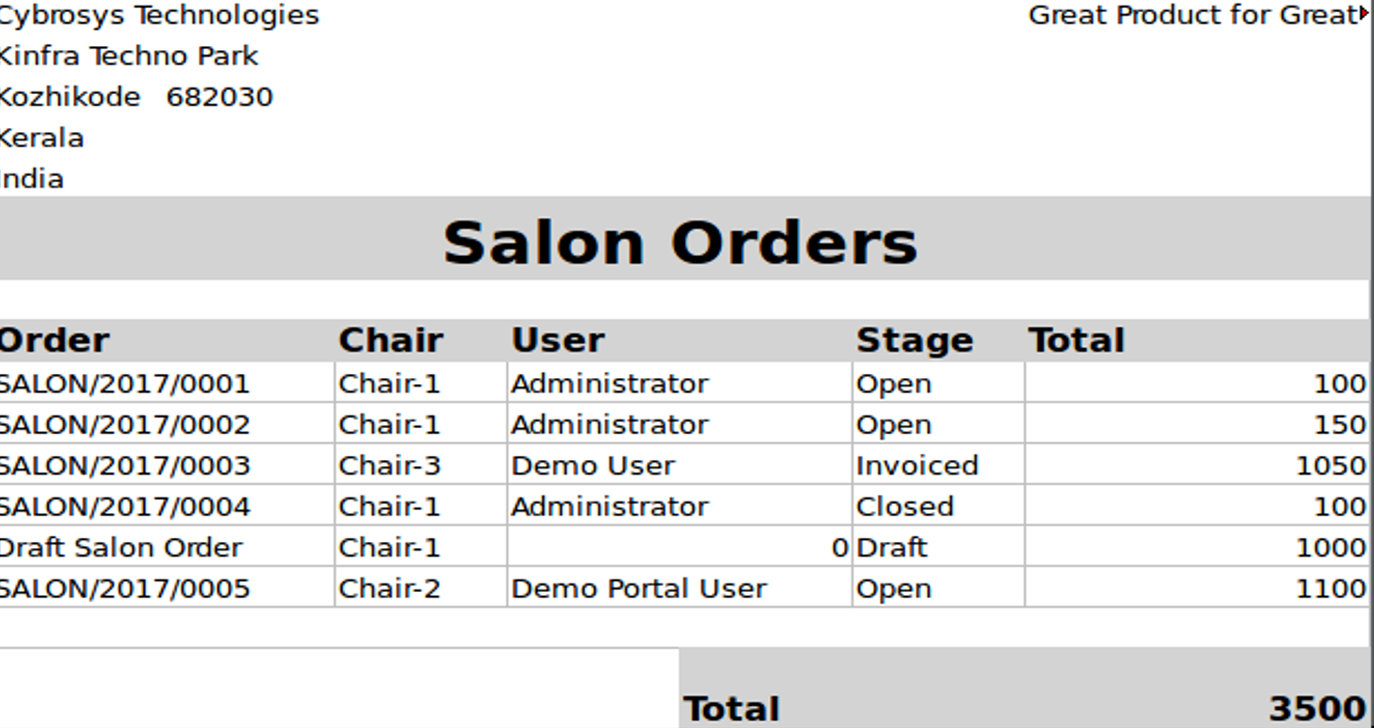 Cybrosys Technologies Great Product for Great
Kinfra Techno Park
Kozhikode 682030
Kerala
India
Salon Orders
Order Chair User Stage Total
SALON/2017/0001 Chair-1 Administrator Open 100
SALON/2017/0002 Chair-1 Administrator Open 150
SALON/2017/0003 Chair-3 Demo User Invoiced 1050
SALON/2017/0004 Chair-1 Administrator Closed 100
Draft Salon Order Chair-1 0 Draft 1000
SALON/2017/0005 Chair-2 Demo Portal User Open 1100
Total 3500